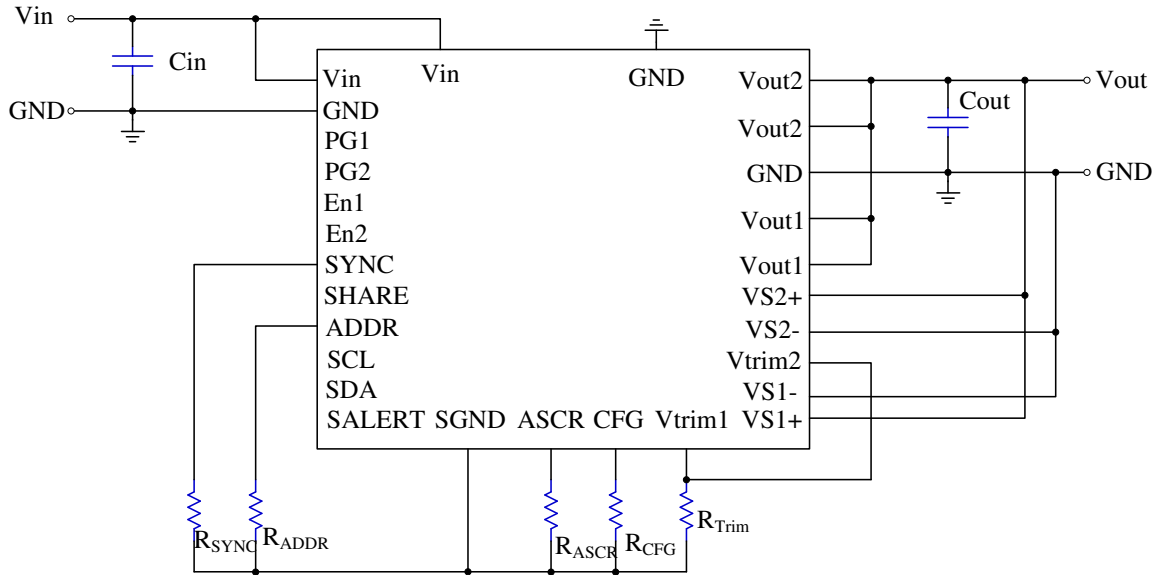 Vin
Cin
GND
Vin
GND
Vin
GND
PG1
PG2
En1
En2
SYNC
SHARE
ADDR
SCL
SDA
SALERT SGND ASCR CFG Vtrim1 VS1+
Vout2
Vout2
GND
Vout1
Vout1
VS2+
VS2-
Vtrim2
VS1-
Cout
Vout
GND
RSYNC
RADDR
RASCR
RCFG
RTrim